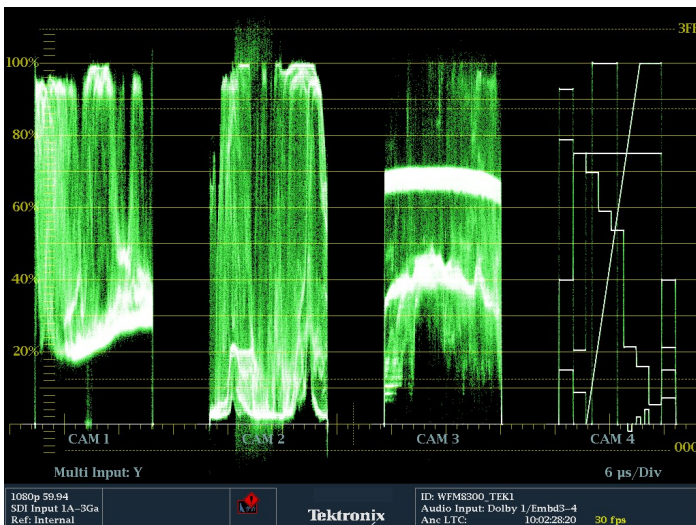 3FF
100%
80%
60%
40%
20%
CAM 1 CAM 2 CAM 3 CAM 4
000
Multi Input: Y 6 µs/Div
1080p 59.94
SDI Input 1A–3Ga
Ref: Internal
Tektronix
ID: WFM8300_TEK1
Audio Input: Dolby 1/Embd3–4
Anc LTC: 10:02:28:20 30 fps